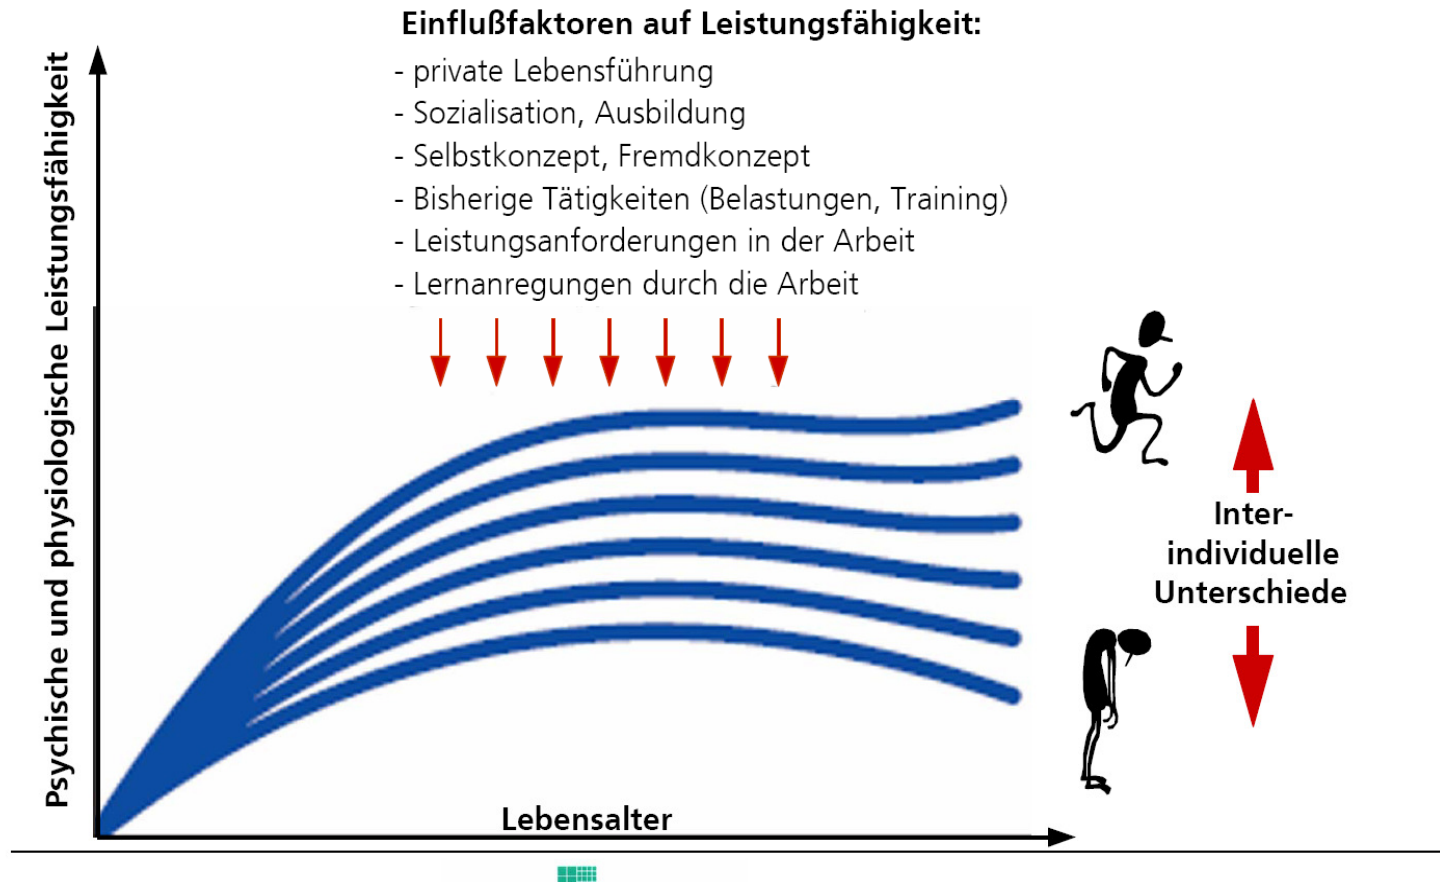 Einflußfaktoren auf Leistungsfähigkeit:
- private Lebensführung
- Sozialisation, Ausbildung
- Selbstkonzept, Fremdkonzept
- Bisherige Tätigkeiten (Belastungen, Training)
- Leistungsanforderungen in der Arbeit
- Lernanregungen durch die Arbeit
Psychische und physiologische Leistungsfähigkeit
Inter-
individuelle
Unterschiede
Lebensalter